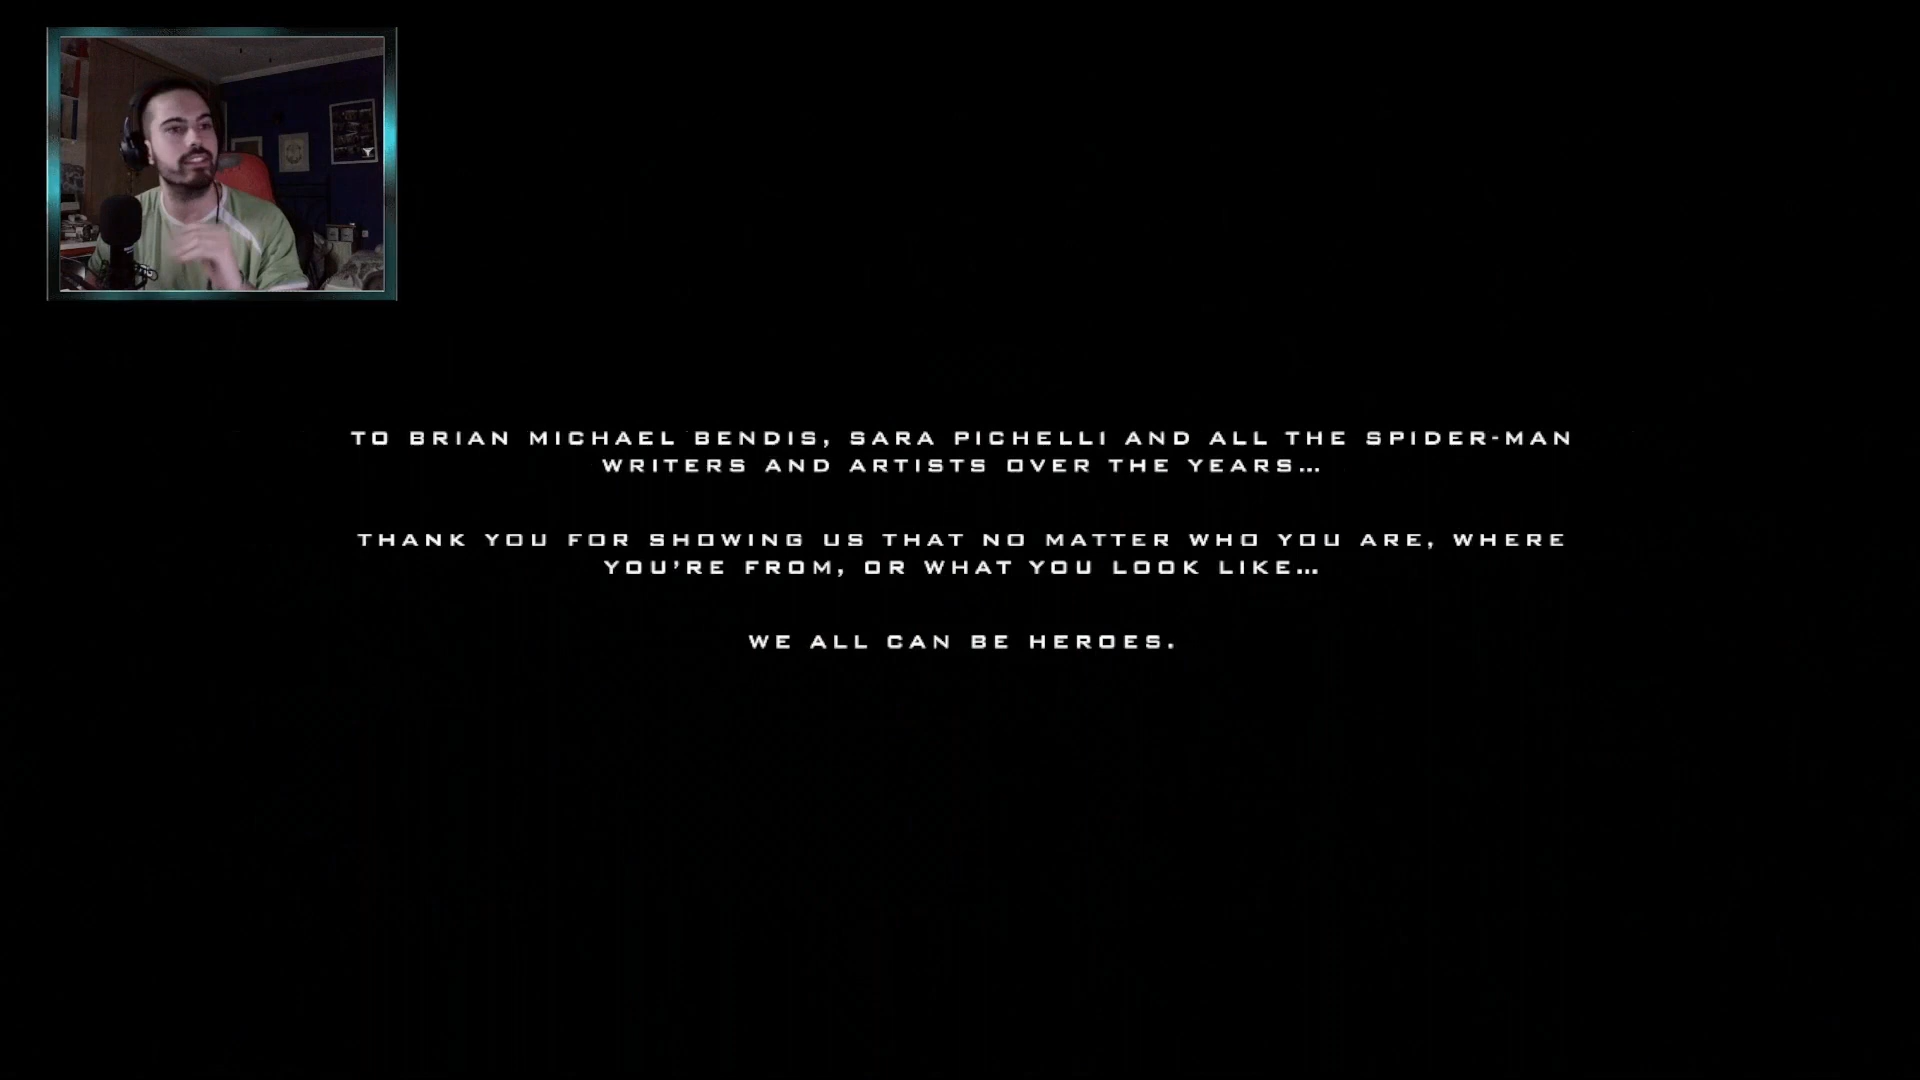 TO BRIAN MICHAEL BENDIS, SARA PICHELLI AND ALL THE SPIDER-MAN
WRITERS AND ARTISTS OVER THE YEARS...
THANK YOU FOR SHOWING US THAT NO MATTER WHO YOU ARE, WHERE
YOU'RE FROM, OR WHAT YOU LOOK LIKE...
WE ALL CAN BE HEROES.